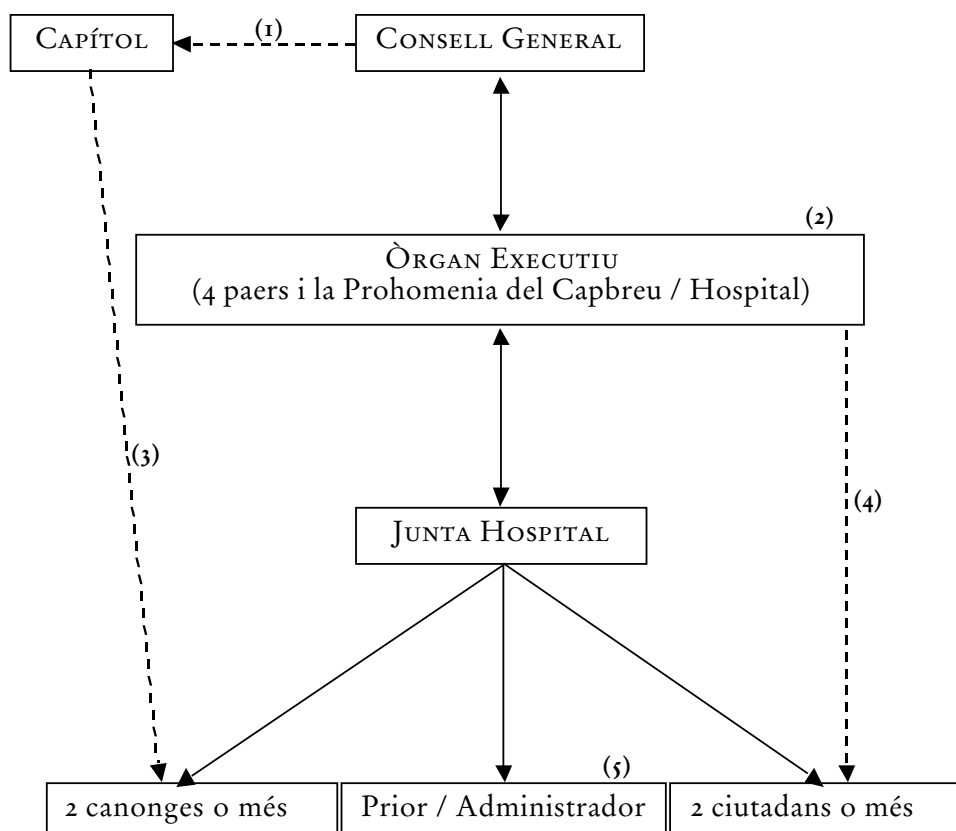 Capítol
(1)
Consell General
(2)
Òrgan Executiu
(4 paers i la Prohomenia del Capbreu / Hospital)
(3)
(4)
Junta Hospital
(5)
2 canonges o més
Prior / Administrador
2 ciutadans o més